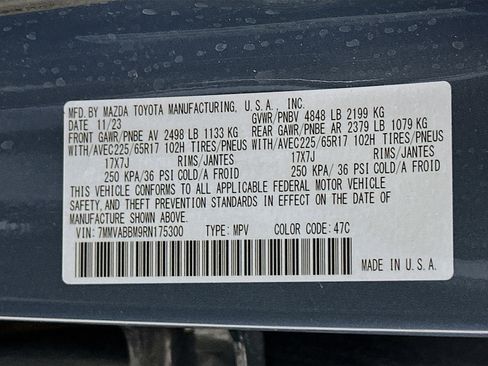 MFD. BY MAZDA TOYOTA MANUFACTURING, U.S.A., INC.
DATE 11/23 GVWR/PNBV 4848 LB 2199 KG
FRONT GAWR/PNBE AV 2498 LB 1133 KG REAR GAWR/PNBE AR 2379 LB 1079 KG
WITH/AVEC225/65R17 102H TIRES/PNEUS WITH/AVEC225/65R17 102H TIRES/PNEUS
17X7J RIMS/JANTES 17X7J RIMS/JANTES
250 KPA/ 36 PSI COLD/A FROID 250 KPA/ 36 PSI COLD/A FROID
THIS VEHICLE CONFORMS TO ALL APPLICABLE FEDERAL MOTOR VEHICLE
SAFETY, AND THEFT PREVENTION STANDARDS IN EFFECT ON THE DATE OF
MANUFACTURE SHOWN ABOVE.
VIN: 7MMVABBM9RN175300 TYPE: MPV COLOR CODE: 47C
MADE IN U.S.A.